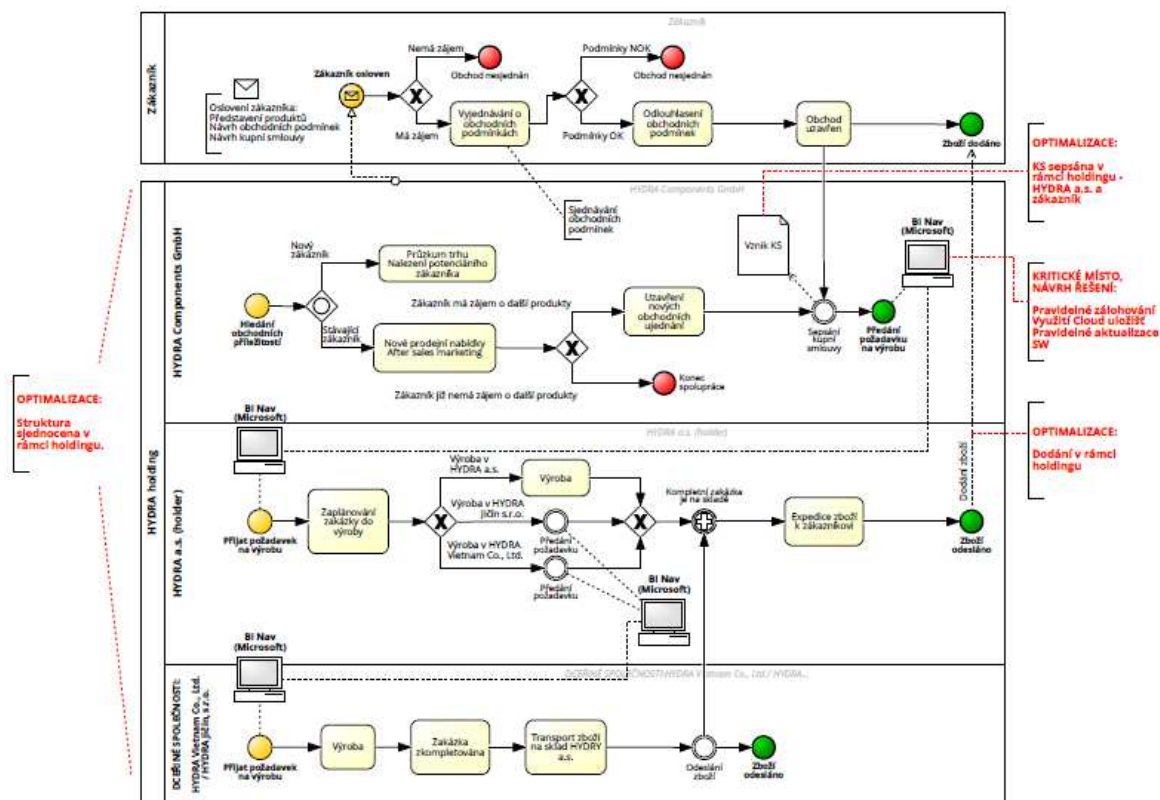 Zákazník
Zákazník
Oslovení zákazníka:
Představení produktů
Návrh obchodních podmínek
Návrh kupní smlouvy
Zákazník osloven
Nemá zájem
Obchod nesjednán
Má zájem
Vyjednávání o
obchodních
podmínkách
Podmínky NOK
Obchod nesjednán
Podmínky OK
Odlouhlasení
obchodních
podmínek
Obchod
uzavřen
Zboží dodáno
OPTIMALIZACE:
KS sepsána v
rámci holdingu -
HYDRA a.s. a
zákazník
HYDRA holding
HYDRA Components GmbH
HYDRA Components GmbH
Sjednávání
obchodních
podmínek
Vznik KS
BI Nav
(Microsoft)
Nový
zákazník
Průzkum trhu
Nalezení potenciálního
zákazníka
Hledání
obchodních
příležitostí
Stávající
zákazník
Nové prodejní nabídky
After sales marketing
Zákazník má zájem o další produkty
Uzavření
nových
obchodních
ujednání
Sepsání
kupní
smlouvy
Předání
požadavku
na výrobu
Zákazník již nemá zájem o další produkty
Konec
spolupráce
KRITICKÉ MÍSTO,
NÁVRH ŘEŠENÍ:
Pravidelné zálohování
Využití Cloud uložišť
Pravidelné aktualizace
SW
OPTIMALIZACE:
Struktura
sjednocena v
rámci holdingu.
HYDRA a.s. (holder)
HYDRA a.s. (holder)
BI Nav
(Microsoft)
Přijat požadavek
na výrobu
Zaplánování
zakázky do
výroby
Výroba v
HYDRA a.s.
Výroba
Výroba v HYDRA
Jičín s.r.o.
Předání
požadavku
Výroba v HYDRA
Vietnam Co., Ltd.
Předání
požadavku
Kompletní zakázka
je na skladě
Expedice zboží
k zákazníkovi
Zboží
odesláno
Dodání zboží
OPTIMALIZACE:
Dodání v rámci
holdingu
BI Nav
(Microsoft)
DCEŘINÉ SPOLEČNOSTI:
HYDRA Vietnam Co., Ltd.
/ HYDRA Jičín, s.r.o.
DCEŘINÉ SPOLEČNOSTI HYDRA Vietnam Co., Ltd./ HYDRA...
BI Nav
(Microsoft)
Přijat požadavek
na výrobu
Výroba
Zakázka
zkompletována
Transport zboží
na sklad HYDRY
a.s.
Odeslání
zboží
Zboží
odesláno